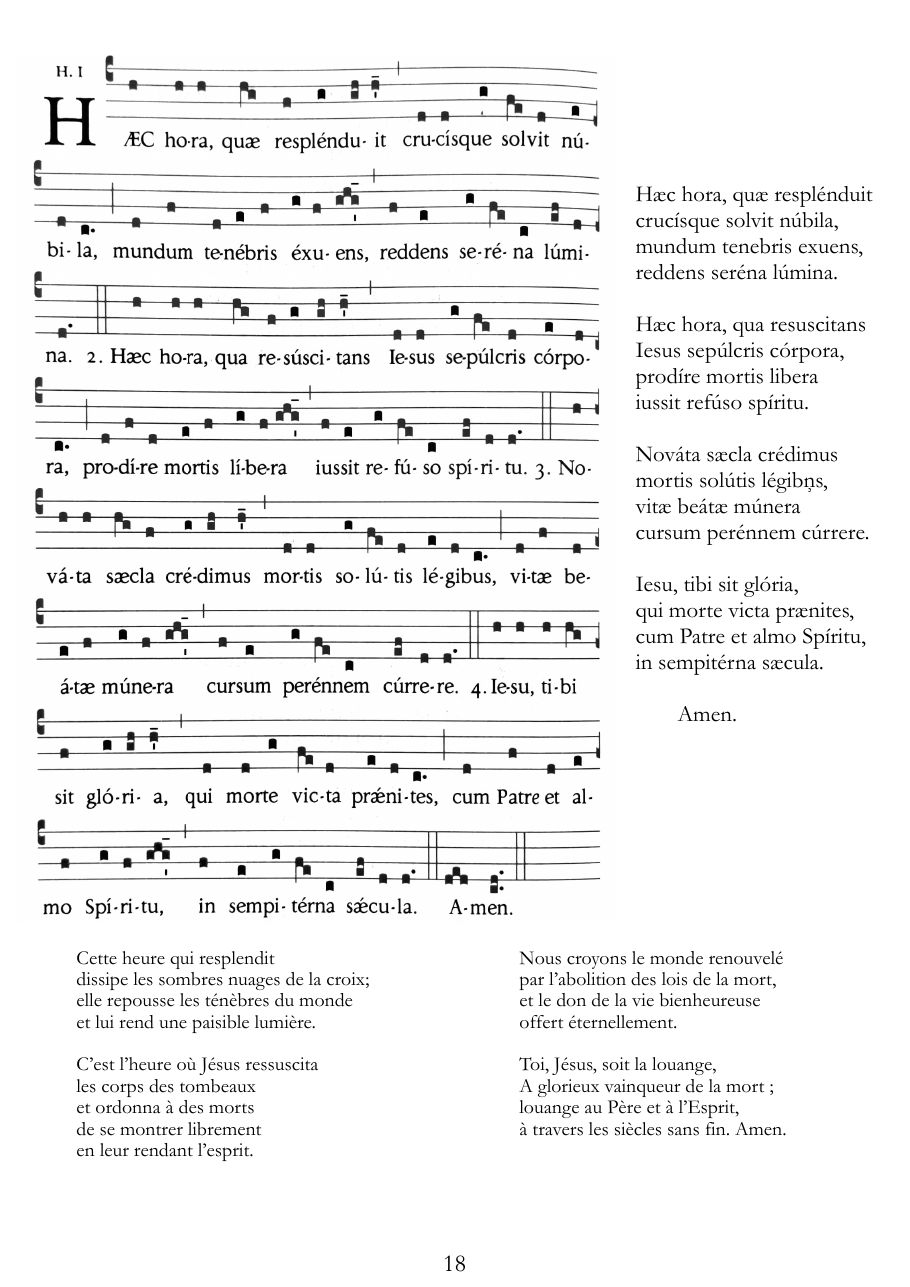 H. I
HÆC ho-ra, quæ respléndu- it cru-císque solvit nú-
bi- la, mundum te-nébris éxu- ens, reddens se-ré- na lúmi-
na. 2. Hæc ho-ra, qua re-súsci- tans Ie-sus se-púlcris córpo-
ra, pro-dí-re mortis lí-be-ra iussit re-fú- so spí-ri- tu. 3. No-
vá-ta sæcla cré-dimus mor-tis so-lú-tis lé-gibus, vi-tæ be-
á-tæ múne-ra cursum perénnem cúrre-re. 4. Ie-su, ti-bi
sit gló-ri- a, qui morte vic-ta prǽni-tes, cum Patre et al-
mo Spí-ri-tu, in sempi-térna sǽcu-la. A-men.
Hæc hora, quæ respléndui​t
crucísque solvit núbila,
mundum tenebris exuens,
reddens seréna lúmina.
Hæc hora, qua resuscitans
Iesus sepúlcris córpora,
prodíre mortis libera
iussit refúso spíritu.
Nováta sæcla crédimus
mortis solútis légibņs,
vitæ beátæ múnera
cursum perénnem cúrrere.
Iesu, tibi sit glória,
qui morte victa prænites,
cum Patre et almo Spíritu,
in sempitérna sæcula.
Amen.
Cette heure qui resplendit
dissipe les sombres nuages de la croix;
elle repousse les ténèbres du monde
et lui rend une paisible lumière.
C’est l’heure où Jésus ressuscita
les corps des tombeaux
et ordonna à des morts
de se montrer librement
en leur rendant l’esprit.
Nous croyons le monde renouvelé
par l’abolition des lois de la mort,
et le don de la vie bienheureuse
offert éternellement.
Toi, Jésus, soit la louange,
A glorieux vainqueur de la mort ;
louange au Père et à l’Esprit,
à travers les siècles sans fin. Amen.
18